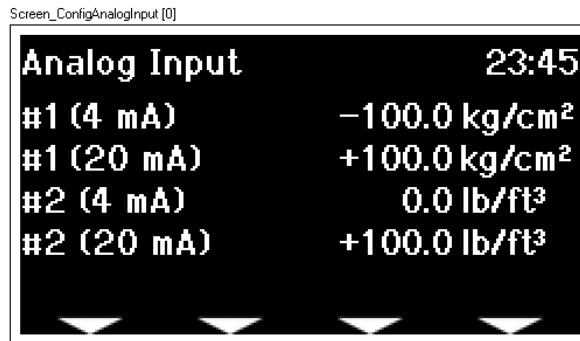 Screen_ConfigAnalogInput [0]
Analog Input 23:45
#1 (4 mA) −100.0 kg/cm²
#1 (20 mA) +100.0 kg/cm²
#2 (4 mA) 0.0 lb/ft³
#2 (20 mA) +100.0 lb/ft³